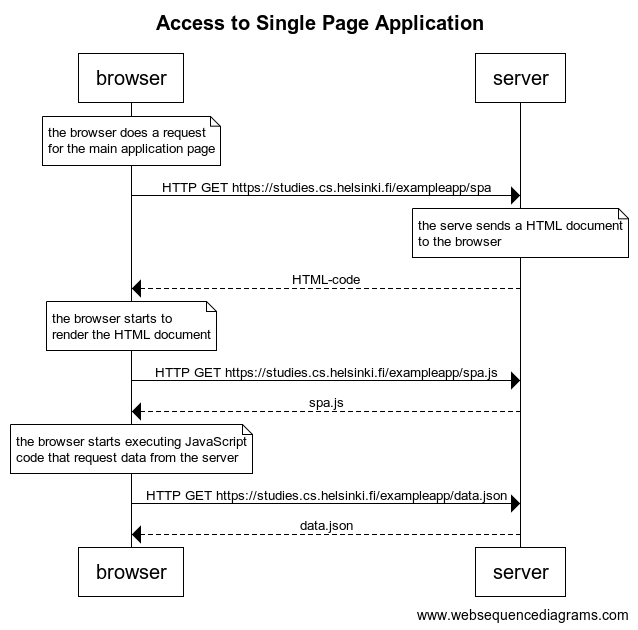 Access to Single Page Application
browser
server
the browser does a request
for the main application page
HTTP GET https://studies.cs.helsinki.fi/exampleapp/spa
the serve sends a HTML document
to the browser
HTML-code
the browser starts to
render the HTML document
HTTP GET https://studies.cs.helsinki.fi/exampleapp/spa.js
spa.js
the browser starts executing JavaScript
code that request data from the server
HTTP GET https://studies.cs.helsinki.fi/exampleapp/data.json
data.json
browser
server
www.websequencediagrams.com